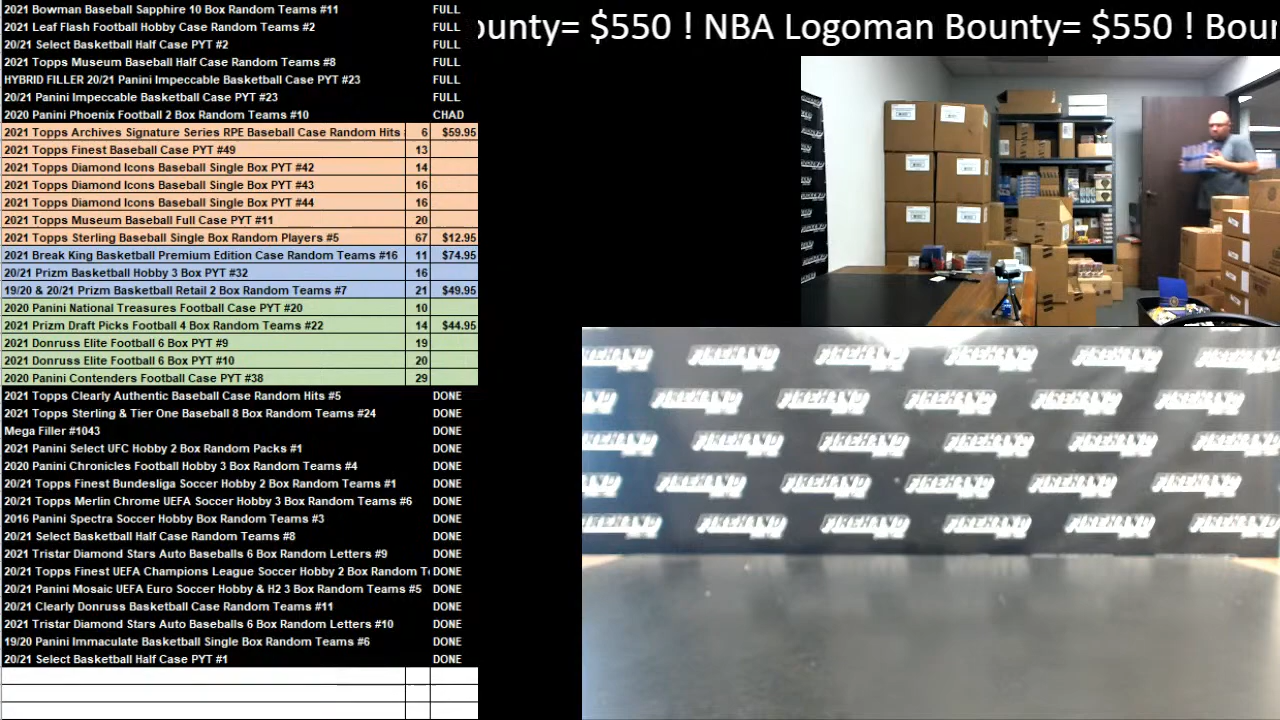 2021 Bowman Baseball Sapphire 10 Box Random Teams #11 FULL
2021 Leaf Flash Football Hobby Case Random Teams #2 FULL
20/21 Select Basketball Half Case PYT #2 FULL
2021 Topps Museum Baseball Half Case Random Teams #8 FULL
HYBRID FILLER 20/21 Panini Impeccable Basketball Case PYT #23 FULL
20/21 Panini Impeccable Basketball Case PYT #23 FULL
2020 Panini Phoenix Football 2 Box Random Teams #10 CHAD
2021 Topps Archives Signature Series RPE Baseball Case Random Hits 6 $59.95
2021 Topps Finest Baseball Case PYT #49 13
2021 Topps Diamond Icons Baseball Single Box PYT #42 14
2021 Topps Diamond Icons Baseball Single Box PYT #43 16
2021 Topps Diamond Icons Baseball Single Box PYT #44 16
2021 Topps Museum Baseball Full Case PYT #11 20
2021 Topps Sterling Baseball Single Box Random Players #5 67 $12.95
2021 Break King Basketball Premium Edition Case Random Teams #16 11 $74.95
20/21 Prizm Basketball Hobby 3 Box PYT #32 16
19/20 & 20/21 Prizm Basketball Retail 2 Box Random Teams #7 21 $49.95
2020 Panini National Treasures Football Case PYT #20 10
2021 Prizm Draft Picks Football 4 Box Random Teams #22 14 $44.95
2021 Donruss Elite Football 6 Box PYT #9 19
2021 Donruss Elite Football 6 Box PYT #10 20
2020 Panini Contenders Football Case PYT #38 29
2021 Topps Clearly Authentic Baseball Case Random Hits #5 DONE
2021 Topps Sterling & Tier One Baseball 8 Box Random Teams #24 DONE
Mega Filler #1043 DONE
2021 Panini Select UFC Hobby 2 Box Random Packs #1 DONE
2020 Panini Chronicles Football Hobby 3 Box Random Teams #4 DONE
20/21 Topps Finest Bundesliga Soccer Hobby 2 Box Random Teams #1 DONE
20/21 Topps Merlin Chrome UEFA Soccer Hobby 3 Box Random Teams #6 DONE
2016 Panini Spectra Soccer Hobby Box Random Teams #3 DONE
20/21 Select Basketball Half Case Random Teams #8 DONE
2021 Tristar Diamond Stars Auto Baseballs 6 Box Random Letters #9 DONE
20/21 Topps Finest UEFA Champions League Soccer Hobby 2 Box Random T DONE
20/21 Panini Mosaic UEFA Euro Soccer Hobby & H2 3 Box Random Teams #5 DONE
20/21 Clearly Donruss Basketball Case Random Teams #11 DONE
2021 Tristar Diamond Stars Auto Baseballs 6 Box Random Letters #10 DONE
19/20 Panini Immaculate Basketball Single Box Random Teams #6 DONE
20/21 Select Basketball Half Case PYT #1 DONE
ounty= $550 ! NBA Logoman Bounty= $550 ! Boun